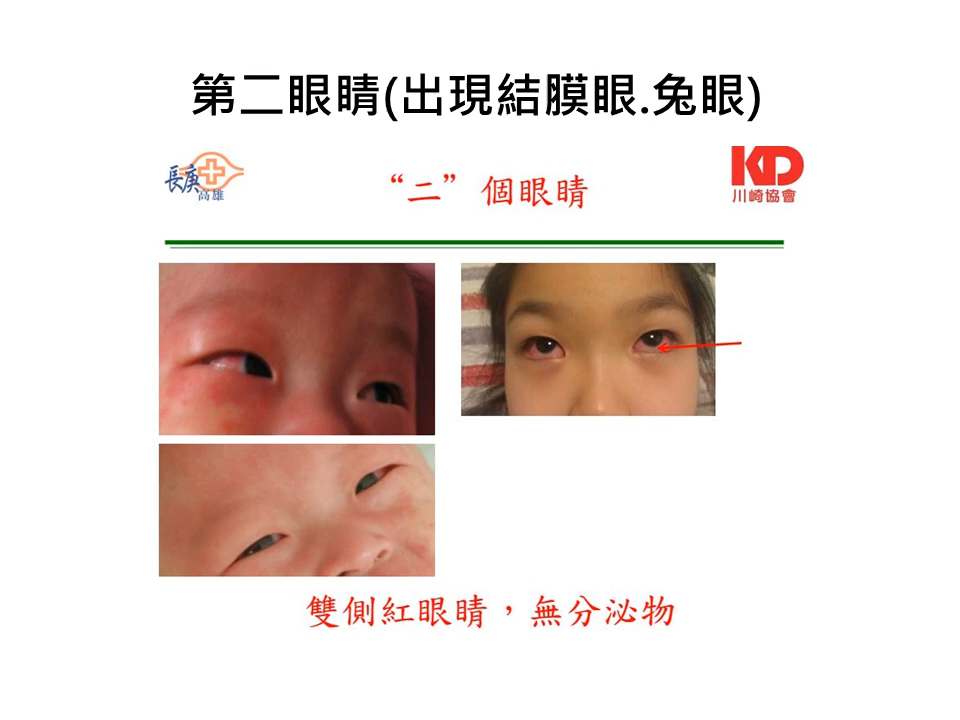 第二眼睛(出現結膜眼.兔眼)
長庚
高雄
“二”個眼睛
KD
川崎協會
雙側紅眼睛，無分泌物